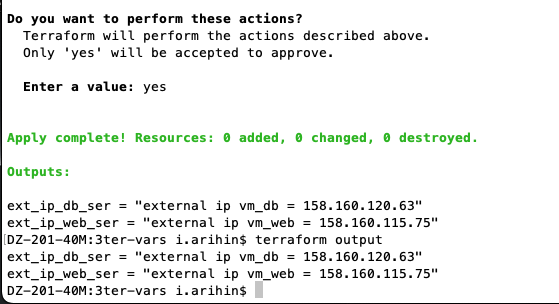 Do you want to perform these actions?
Terraform will perform the actions described above.
Only 'yes' will be accepted to approve.
Enter a value: yes
Apply complete! Resources: 0 added, 0 changed, 0 destroyed.
Outputs:
ext_ip_db_ser = "external ip vm_db = 158.160.120.63"
ext_ip_web_ser = "external ip vm_web = 158.160.115.75"
[DZ-201-40M:3ter-vars i.arihin$ terraform output
ext_ip_db_ser = "external ip vm_db = 158.160.120.63"
ext_ip_web_ser = "external ip vm_web = 158.160.115.75"
DZ-201-40M:3ter-vars i.arihin$